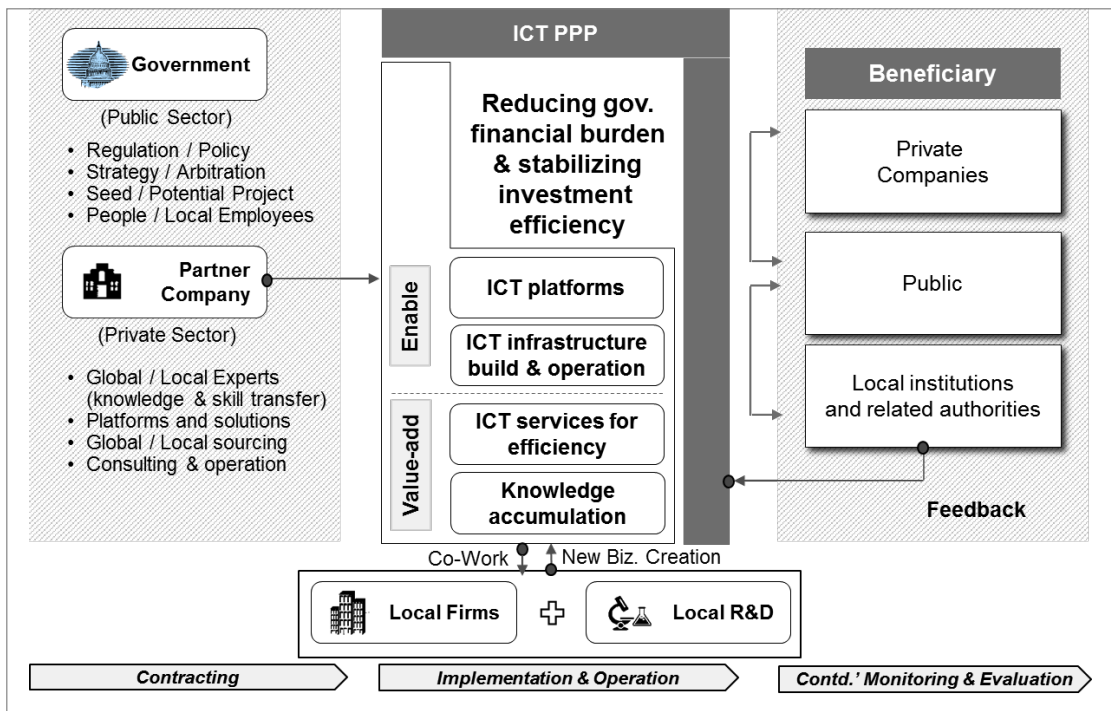 Government
(Public Sector)
• Regulation / Policy
• Strategy / Arbitration
• Seed / Potential Project
• People / Local Employees
Partner
Company
(Private Sector)
• Global / Local Experts
(knowledge & skill transfer)
• Platforms and solutions
• Global / Local sourcing
• Consulting & operation
ICT PPP
Reducing gov.
financial burden
& stabilizing
investment
efficiency
Enable
ICT platforms
ICT infrastructure
build & operation
Value-add
ICT services for
efficiency
Knowledge
accumulation
Co-Work
New Biz. Creation
Local Firms
Local R&D
Beneficiary
Private
Companies
Public
Local institutions
and related authorities
Feedback
Contracting
Implementation & Operation
Contd.' Monitoring & Evaluation